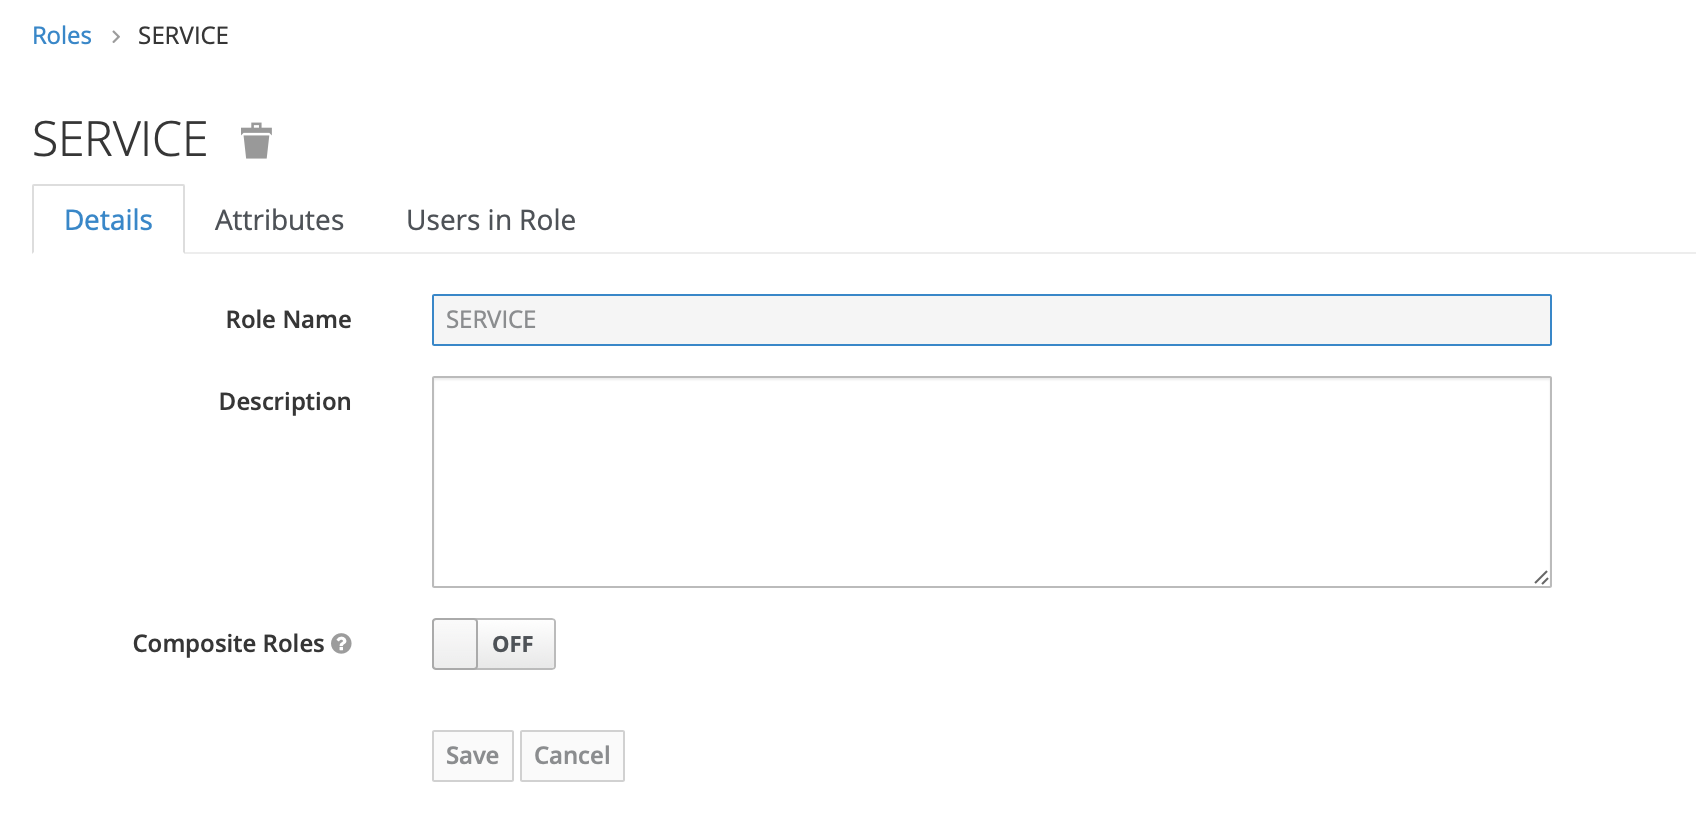 Roles > SERVICE
SERVICE
Details Attributes Users in Role
Role Name SERVICE
Description
Composite Roles ? OFF
Save Cancel